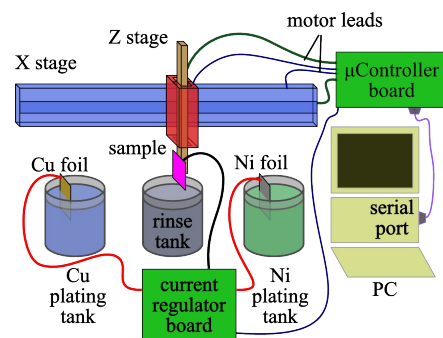 motor leads
Z stage
X stage
μController
board
sample
Cu foil
Ni foil
rinse
tank
serial
port
Cu
plating
tank
current
regulator
board
Ni
plating
tank
PC